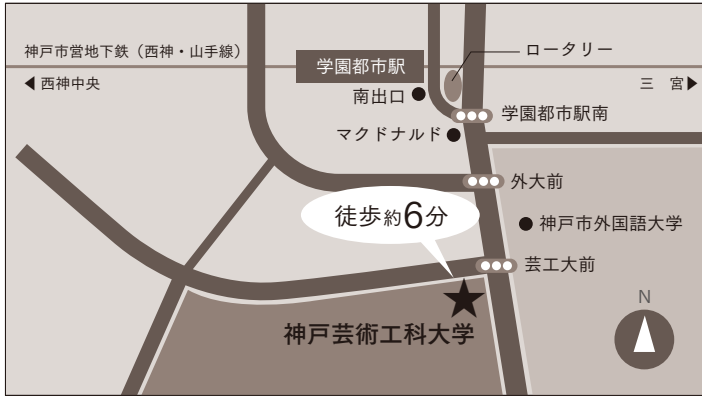 神戸市営地下鉄（西神・山手線）
◀ 西神中央
学園都市駅
ロータリー
三　宮▶
南出口
学園都市駅南
マクドナルド
外大前
徒歩約6分
神戸市外国語大学
芸工大前
神戸芸術工科大学
N